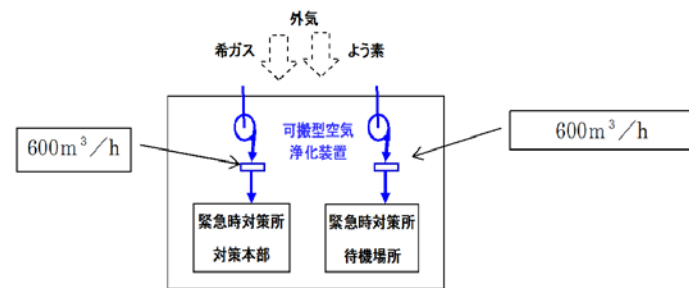 外気
希ガス
よう素
600m³/h
可搬型空気
浄化装置
600m³/h
緊急時対策所
対策本部
緊急時対策所
待機場所